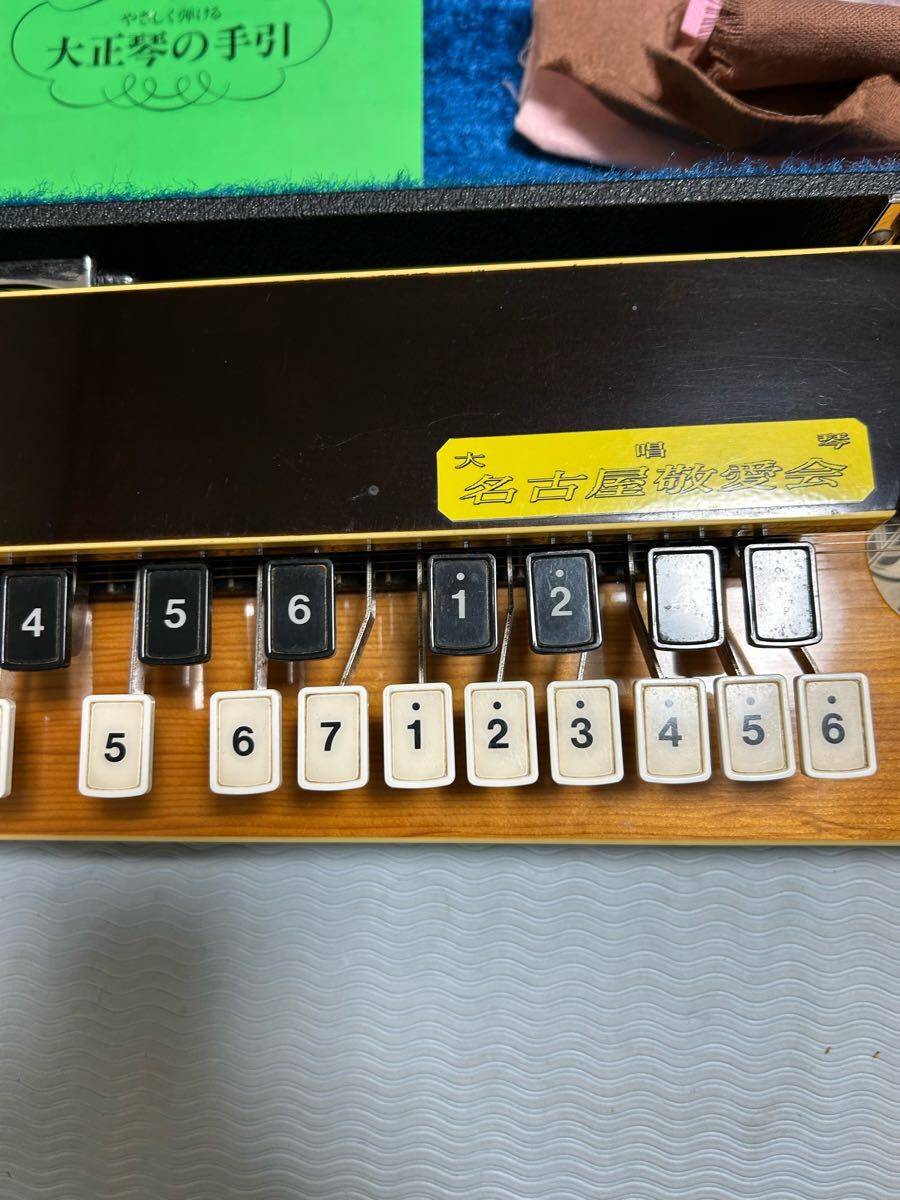 やさしく弾ける
大正琴の手引
大 唱 琴
名古屋敬愛会
4 5 6 1 2
5 6 7 1 2 3 4 5 6